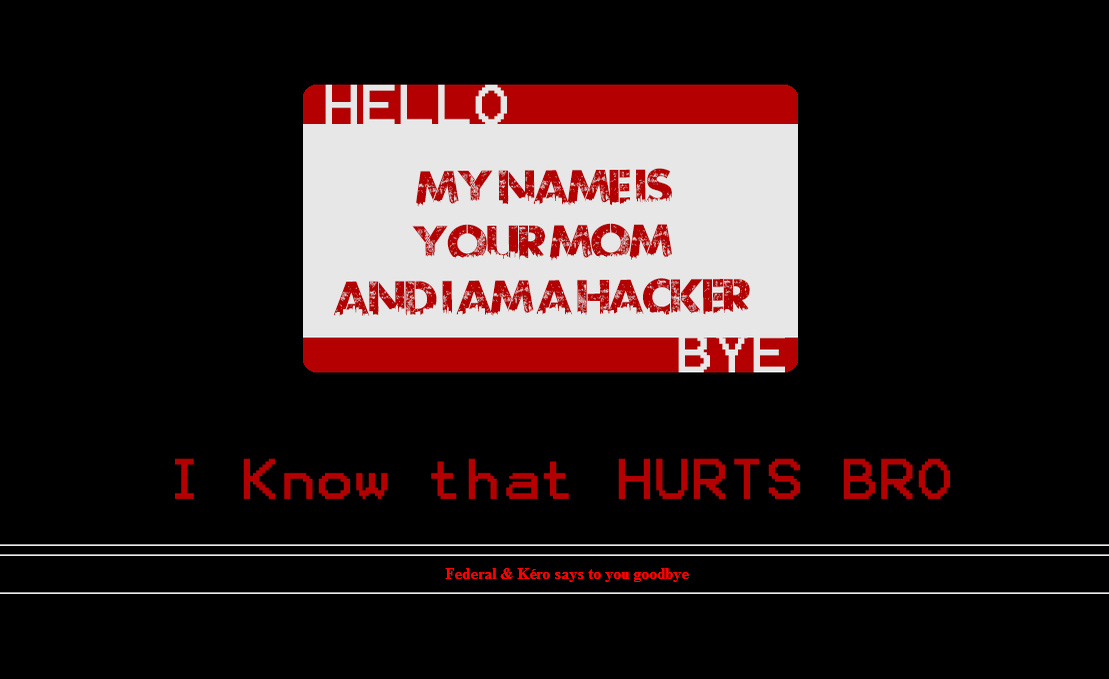 HELLO
MY NAME IS
YOUR MOM
AND I AM A HACKER
BYE
I Know that HURTS BRO
Federal & Kéro says to you goodbye